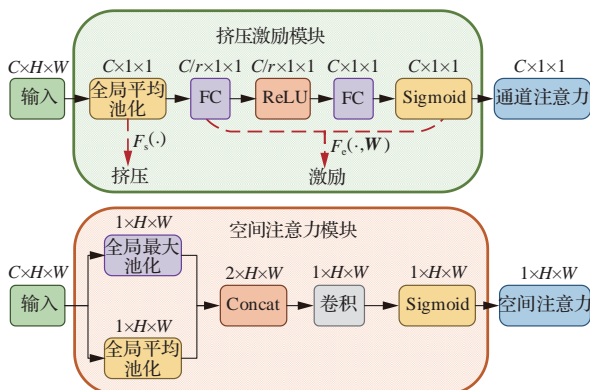 挤压激励模块
C×H×W
C×1×1
C/r×1×1
C/r×1×1
C×1×1
C×1×1
C×1×1
输入
全局平均
池化
FC
ReLU
FC
Sigmoid
通道注意力
Fs(.)
Fe(·,W)
挤压
激励
空间注意力模块
1×H×W
全局最大
池化
C×H×W
2×H×W
1×H×W
1×H×W
1×H×W
输入
Concat
卷积
Sigmoid
空间注意力
1×H×W
全局平均
池化